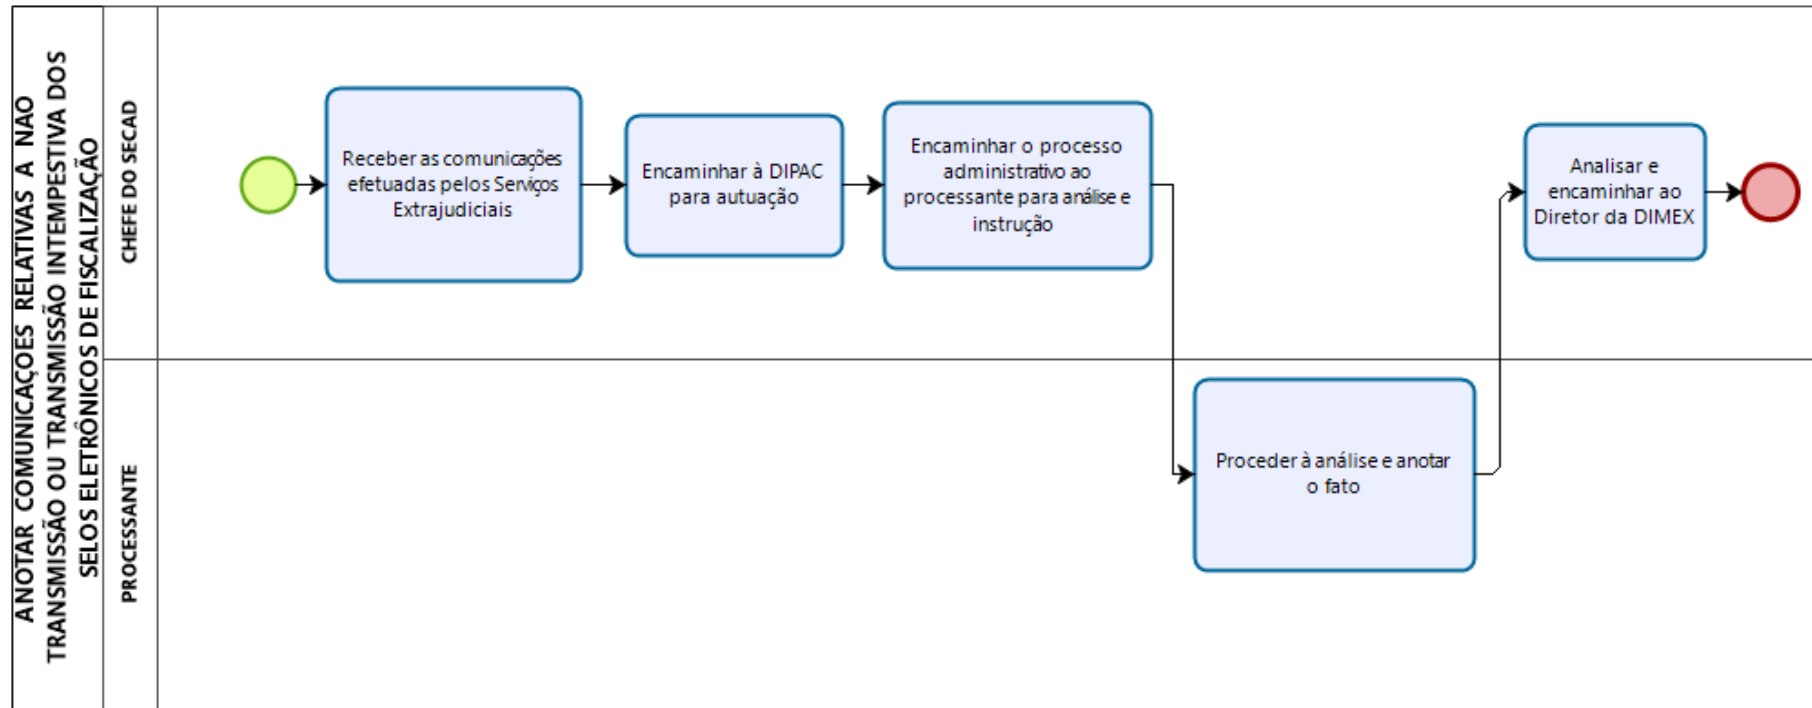 ANOTAR COMUNICAÇOES RELATIVAS A NAO
TRANSMISSÃO OU TRANSMISSÃO INTEMPESTIVA DOS
SELOS ELETRÔNICOS DE FISCALIZAÇÃO
CHEFE DO SECAD
Receber as comunicações
efetuadas pelos Serviços
Extrajudiciais
Encaminhar à DIPAC
para autuação
Encaminhar o processo
administrativo ao
processante para análise e
instrução
Analisar e
encaminhar ao
Diretor da DIMEX
PROCESSANTE
Proceder à análise e anotar
o fato